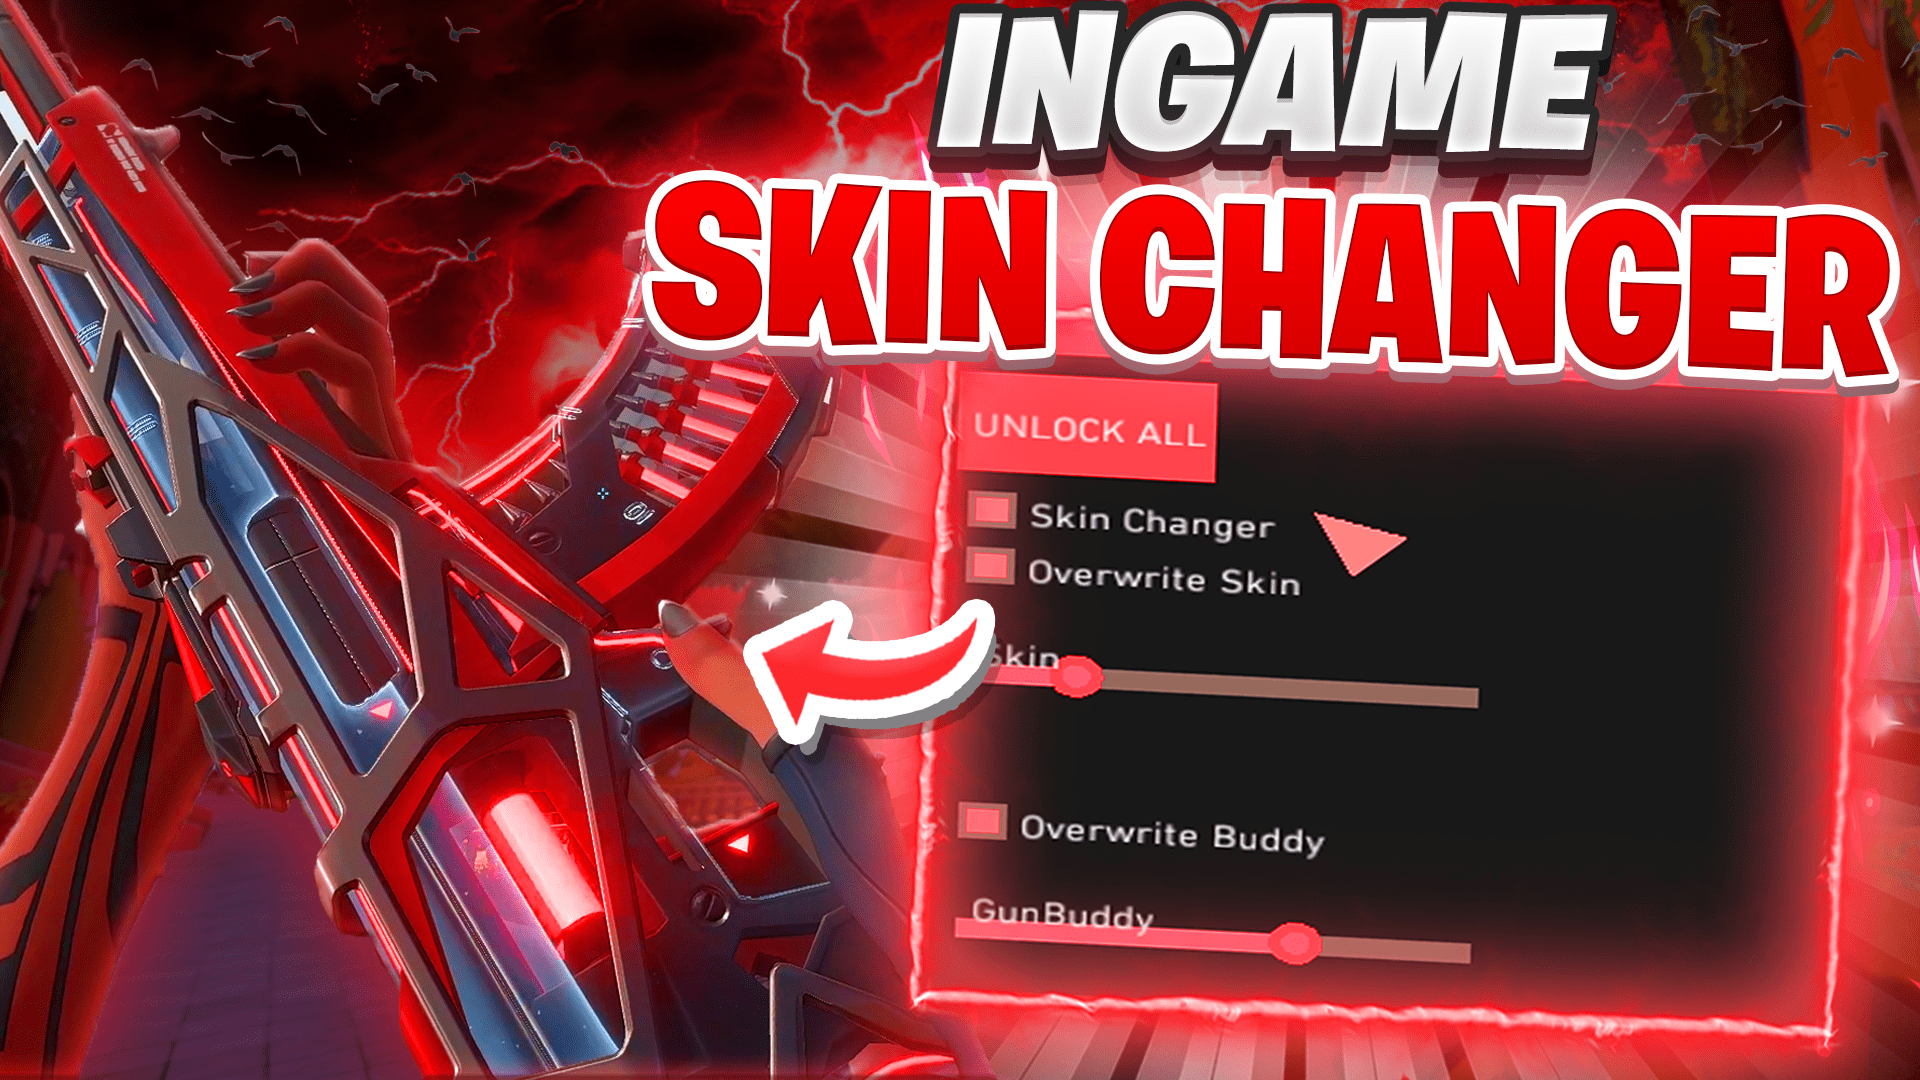 INGAME
SKIN CHANGER
UNLOCK ALL
Skin Changer
Overwrite Skin
Skin
Overwrite Buddy
GunBuddy